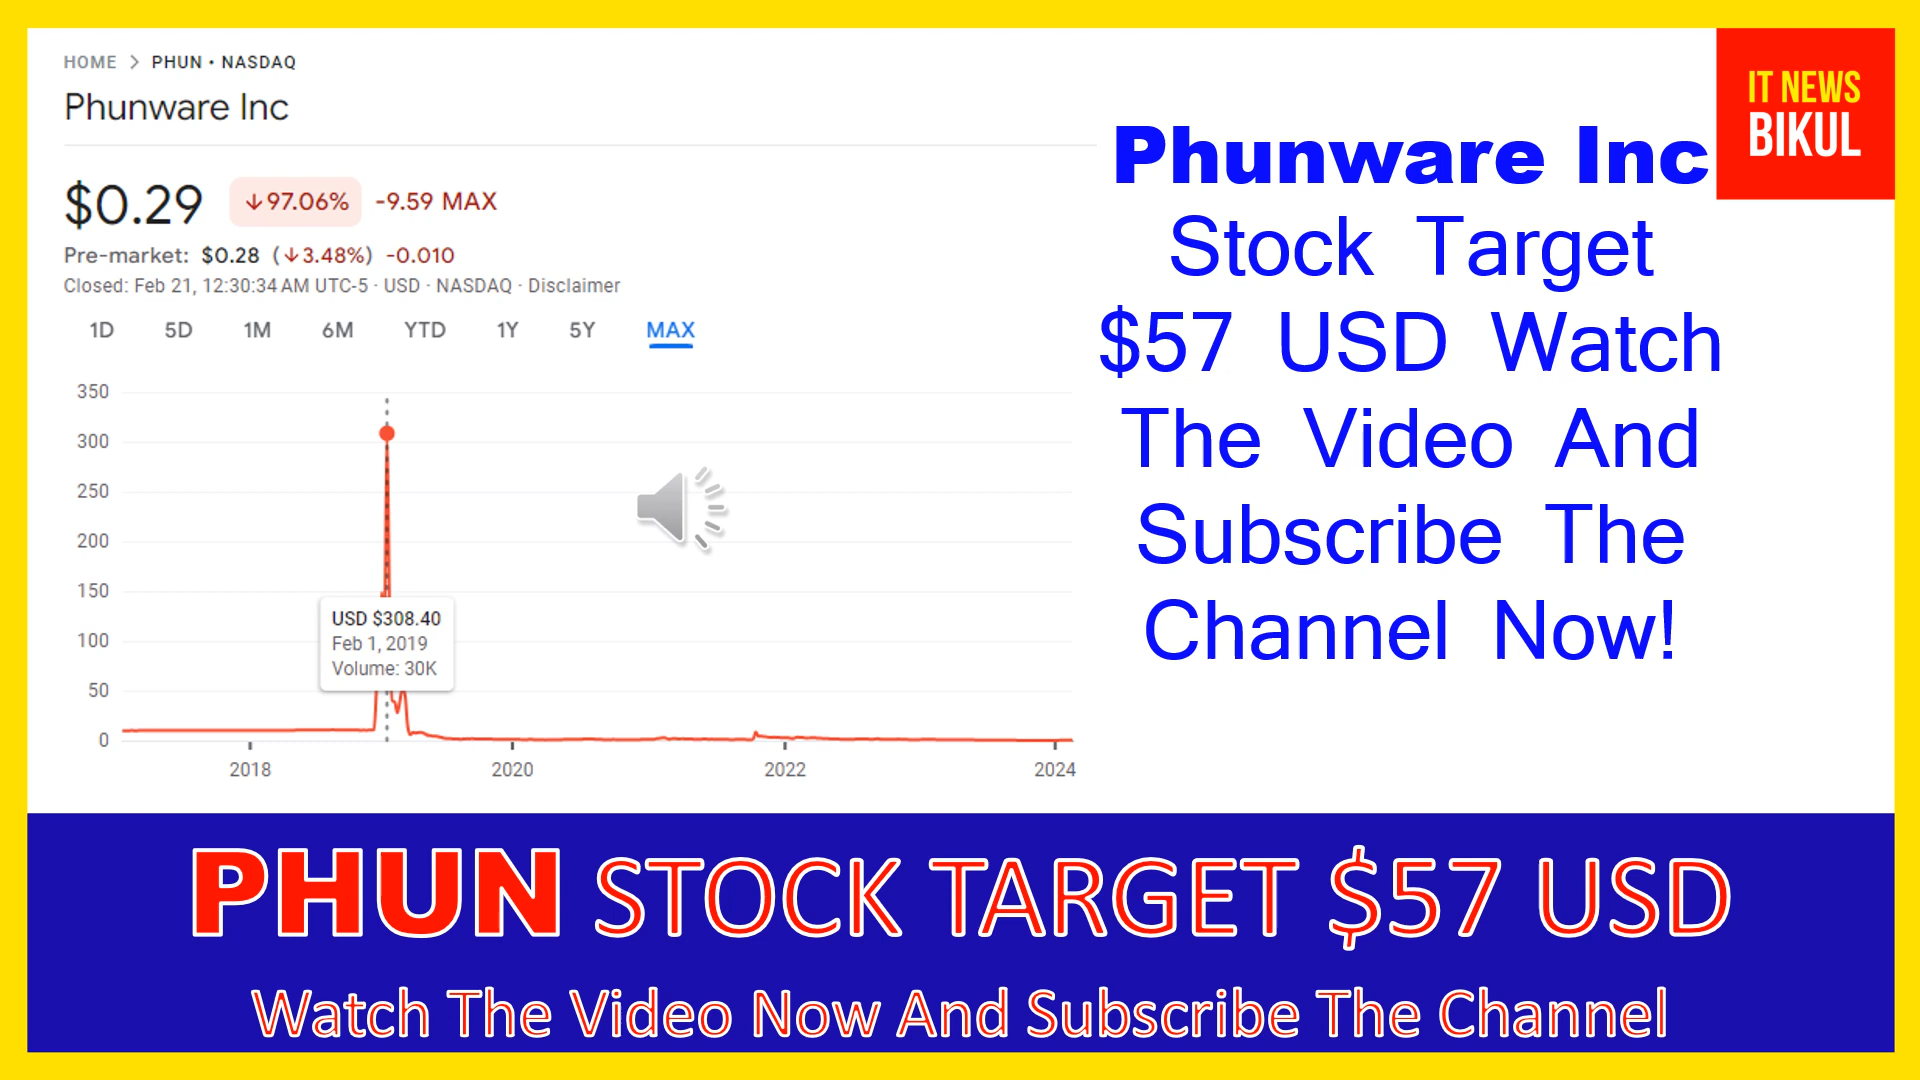 HOME > PHUN • NASDAQ
Phunware Inc
$0.29 ↓97.06% -9.59 MAX
Pre-market: $0.28 (↓3.48%) -0.010
Closed: Feb 21, 12:30:34 AM UTC-5 · USD · NASDAQ · Disclaimer
1D 5D 1M 6M YTD 1Y 5Y MAX
350
300
250
200
150
100
50
0
USD $308.40
Feb 1, 2019
Volume: 30K
2018 2020 2022 2024
IT NEWS
BIKUL
Phunware Inc
Stock Target
$57 USD Watch
The Video And
Subscribe The
Channel Now!
PHUN STOCK TARGET $57 USD
Watch The Video Now And Subscribe The Channel